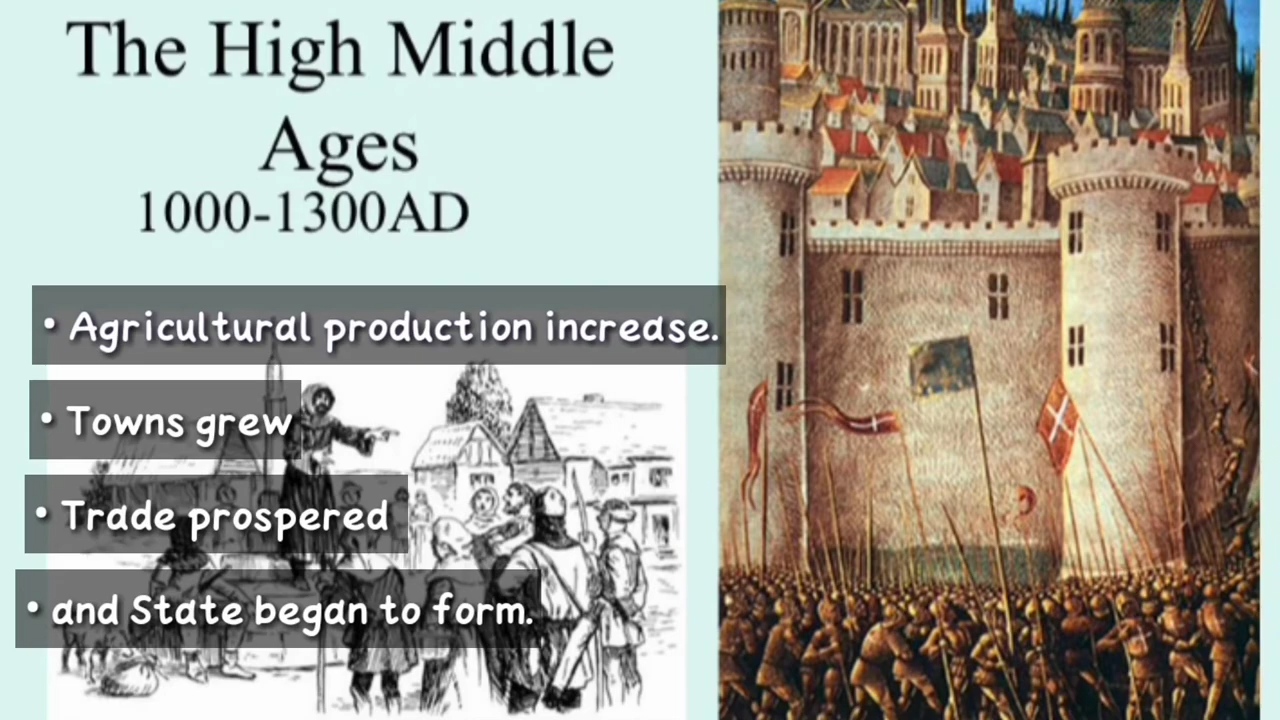 The High Middle
Ages
1000-1300AD
• Agricultural production increase.
• Towns grew
• Trade prospered
• and State began to form.